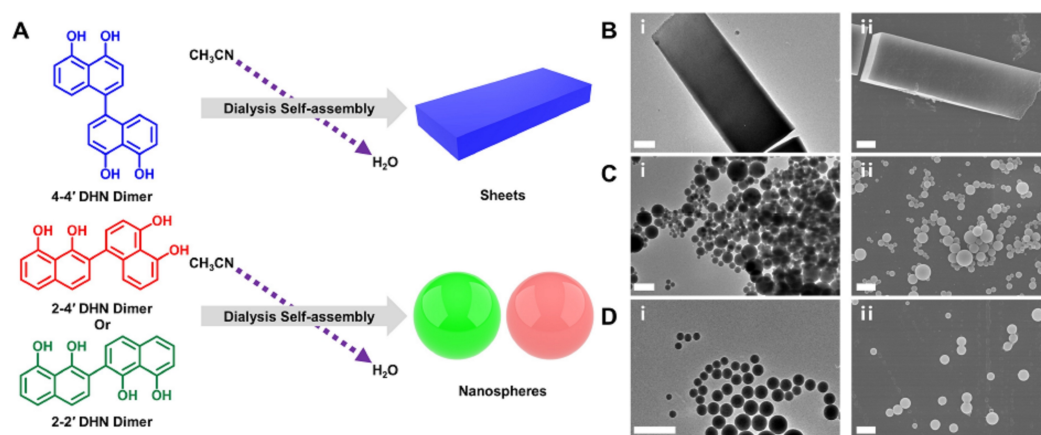 A
OH OH
CH₃CN
Dialysis Self-assembly
H₂O
OH OH
4-4′ DHN Dimer
Sheets
OH OH
OH
OH
CH₃CN
2-4′ DHN Dimer
Or
Dialysis Self-assembly
OH OH
OH OH
H₂O
2-2′ DHN Dimer
Nanospheres
B
i
ii
C
i
ii
D
i
ii